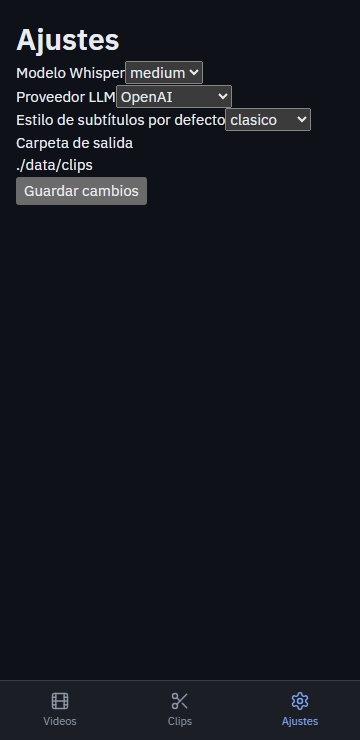 Ajustes
Modelo Whisper medium
Proveedor LLM OpenAI
Estilo de subtítulos por defecto clasico
Carpeta de salida
./data/clips
Guardar cambios
Videos Clips Ajustes